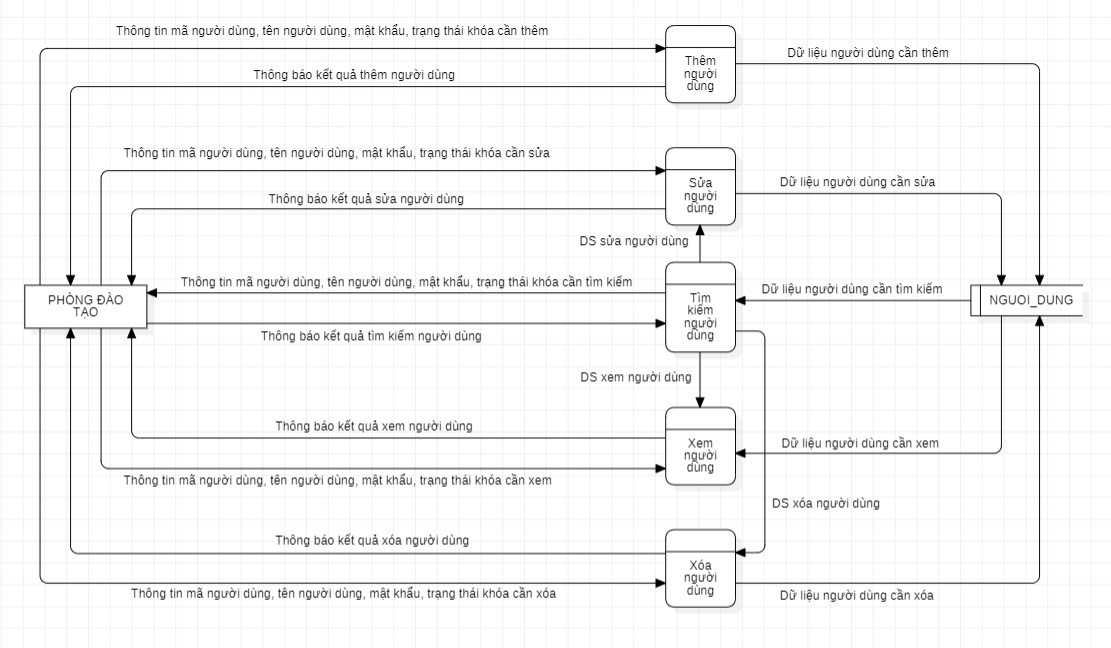 Thông tin mã người dùng, tên người dùng, mật khẩu, trạng thái khóa cần thêm
Dữ liệu người dùng cần thêm
Thêm
người
dùng
Thông báo kết quả thêm người dùng
Thông tin mã người dùng, tên người dùng, mật khẩu, trạng thái khóa cần sửa
Sửa
người
dùng
Dữ liệu người dùng cần sửa
Thông báo kết quả sửa người dùng
DS sửa người dùng
Thông tin mã người dùng, tên người dùng, mật khẩu, trạng thái khóa cần tìm kiếm
Dữ liệu người dùng cần tìm kiếm
PHÒNG ĐÀO
TẠO
Tìm
kiếm
người
dùng
NGUOI_DUNG
Thông báo kết quả tìm kiếm người dùng
DS xem người dùng
Thông báo kết quả xem người dùng
Xem
người
dùng
Dữ liệu người dùng cần xem
Thông tin mã người dùng, tên người dùng, mật khẩu, trạng thái khóa cần xem
DS xóa người dùng
Thông báo kết quả xóa người dùng
Xóa
người
dùng
Thông tin mã người dùng, tên người dùng, mật khẩu, trạng thái khóa cần xóa
Dữ liệu người dùng cần xóa